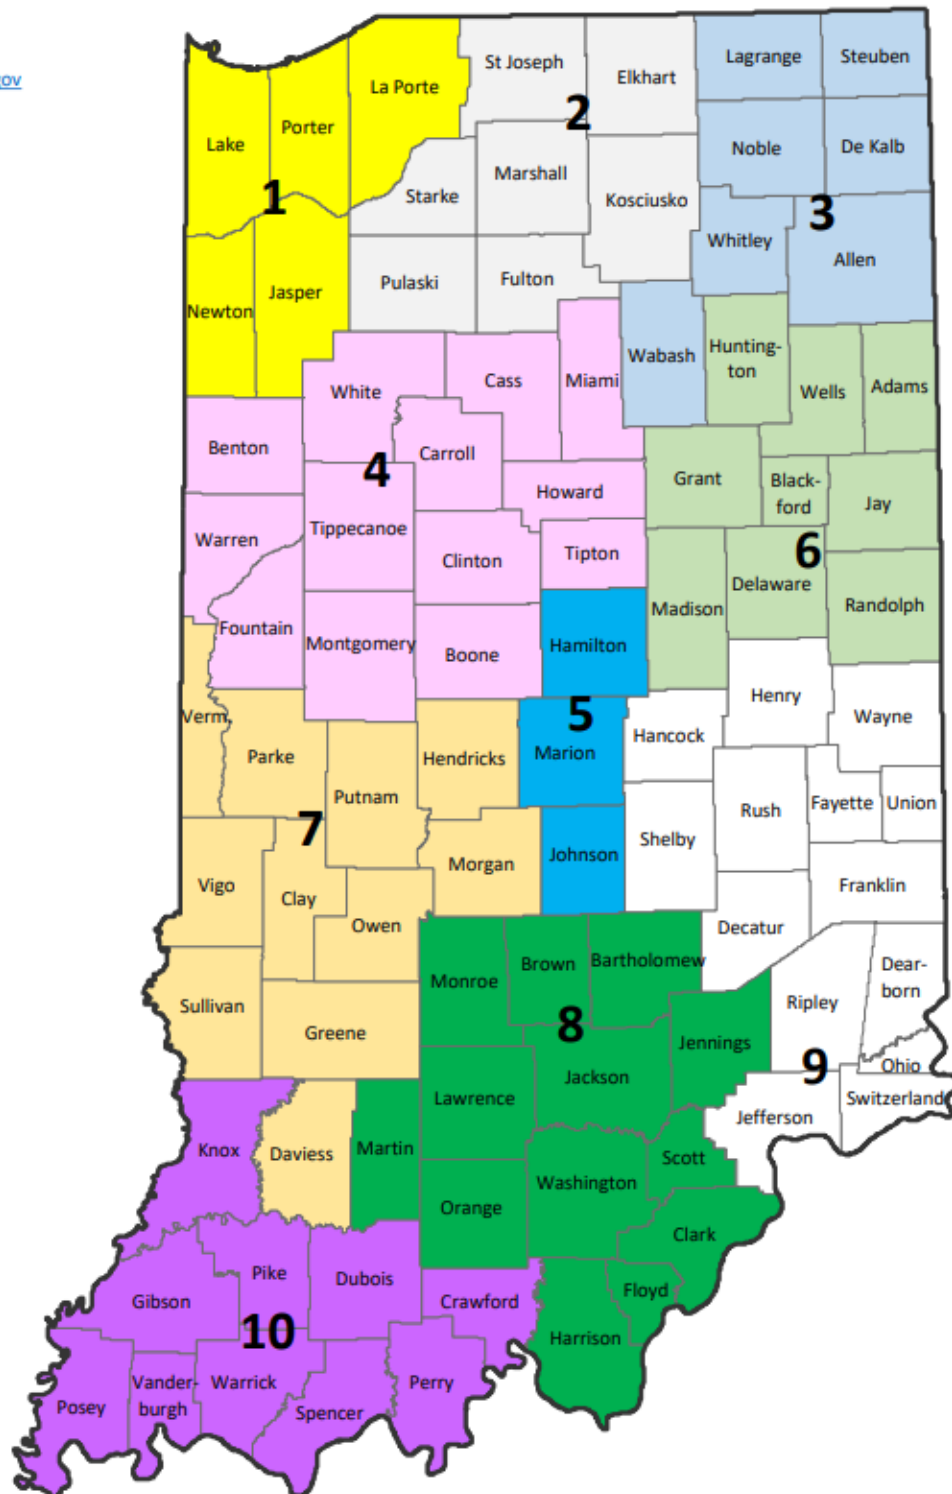 gov
Lagrange
Steuben
St Joseph
Elkhart
La Porte
2
Porter
Lake
Noble
De Kalb
Marshall
Starke
Kosciusko
1
3
Whitley
Allen
Pulaski
Fulton
Jasper
Newton
Wabash
Hunting-
ton
Miami
Cass
White
Wells
Adams
Benton
Carroll
4
Grant
Black-
ford
Howard
Jay
Tippecanoe
Warren
Clinton
Tipton
6
Delaware
Madison
Randolph
Fountain
Montgomery
Boone
Hamilton
Henry
Verm.
5
Wayne
Hancock
Parke
Hendricks
Marion
Putnam
Rush
Fayette
Union
7
Shelby
Morgan
Johnson
Vigo
Clay
Franklin
Owen
Decatur
Monroe
Brown
Bartholomew
Dear-
born
Sullivan
Ripley
Greene
8
Jennings
9
Ohio
Jackson
Lawrence
Switzerland
Jefferson
Knox
Daviess
Martin
Scott
Washington
Orange
Clark
Pike
Dubois
Floyd
Gibson
Crawford
10
Harrison
Vander-
burgh
Warrick
Perry
Posey
Spencer